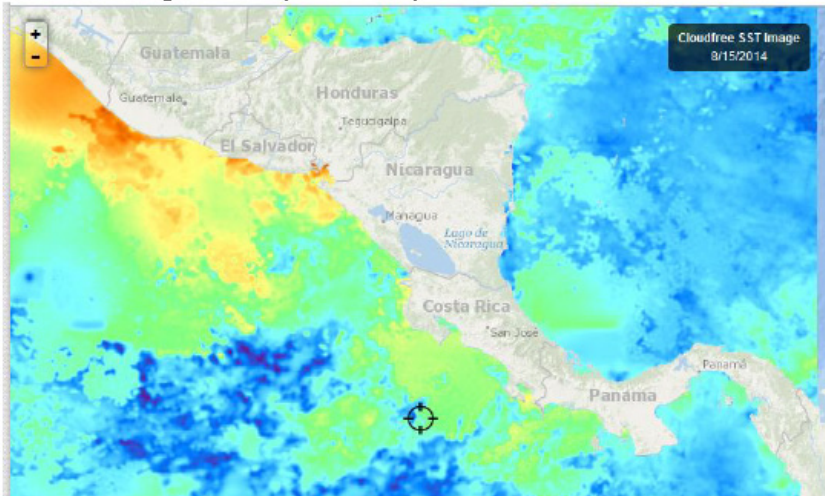 +
-
Cloudfree SST Image
8/15/2014
Guatemala
Guatemala
Honduras
Tegucigalpa
El Salvador
Nicaragua
Managua
Lago de
Nicaragua
Costa Rica
San José
Panamá
Panama